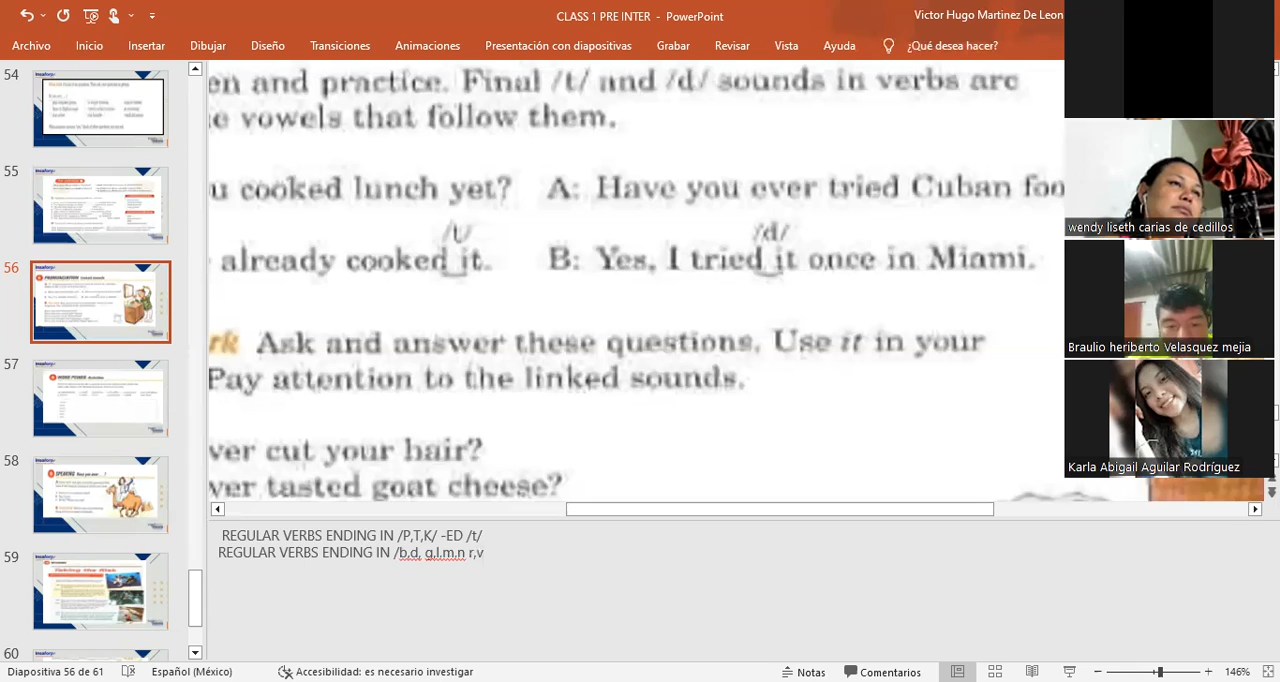 CLASS 1 PRE INTER - PowerPoint
Victor Hugo Martinez De Leon
Archivo Inicio Insertar Dibujar Diseño Transiciones Animaciones Presentación con diapositivas Grabar Revisar Vista Ayuda ¿Qué desea hacer?
54
55
56
57
58
59
60
en and practice. Final /t/ and /d/ sounds in verbs are
e vowels that follow them.
u cooked lunch yet? A: Have you ever tried Cuban foo
/t/ /d/
already cooked it. B: Yes, I tried it once in Miami.
rk Ask and answer these questions. Use it in your
Pay attention to the linked sounds.
ver cut your hair?
ver tasted goat cheese?
REGULAR VERBS ENDING IN /P,T,K/ -ED /t/
REGULAR VERBS ENDING IN /b,d, g,l.m.n r,v
wendy liseth carias de cedillos
Braulio heriberto Velasquez mejia
Karla Abigail Aguilar Rodríguez
Diapositiva 56 de 61 Español (México) Accesibilidad: es necesario investigar Notas Comentarios 146%